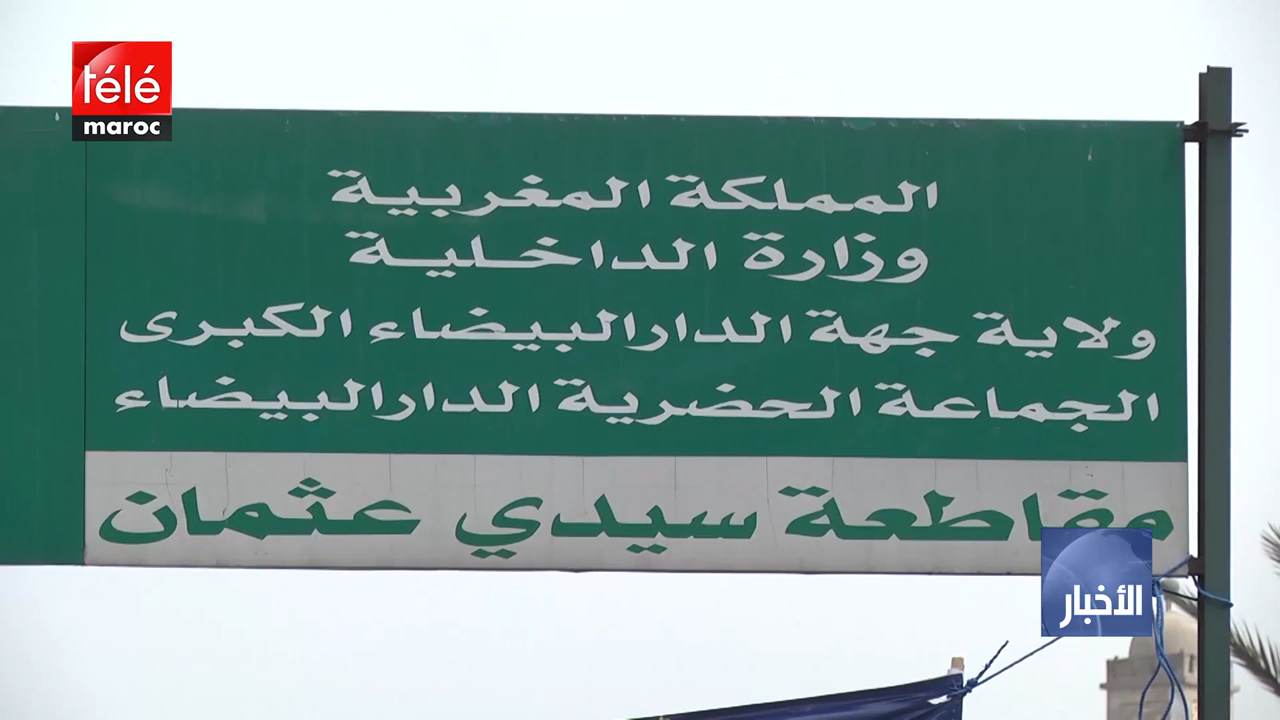 télé
maroc
المملكة المغربية
وزارة الداخلية
ولاية جهة الدارالبيضاء الكبرى
الجماعة الحضرية الدارالبيضاء
مقاطعة سيدي عثمان
الأخبار